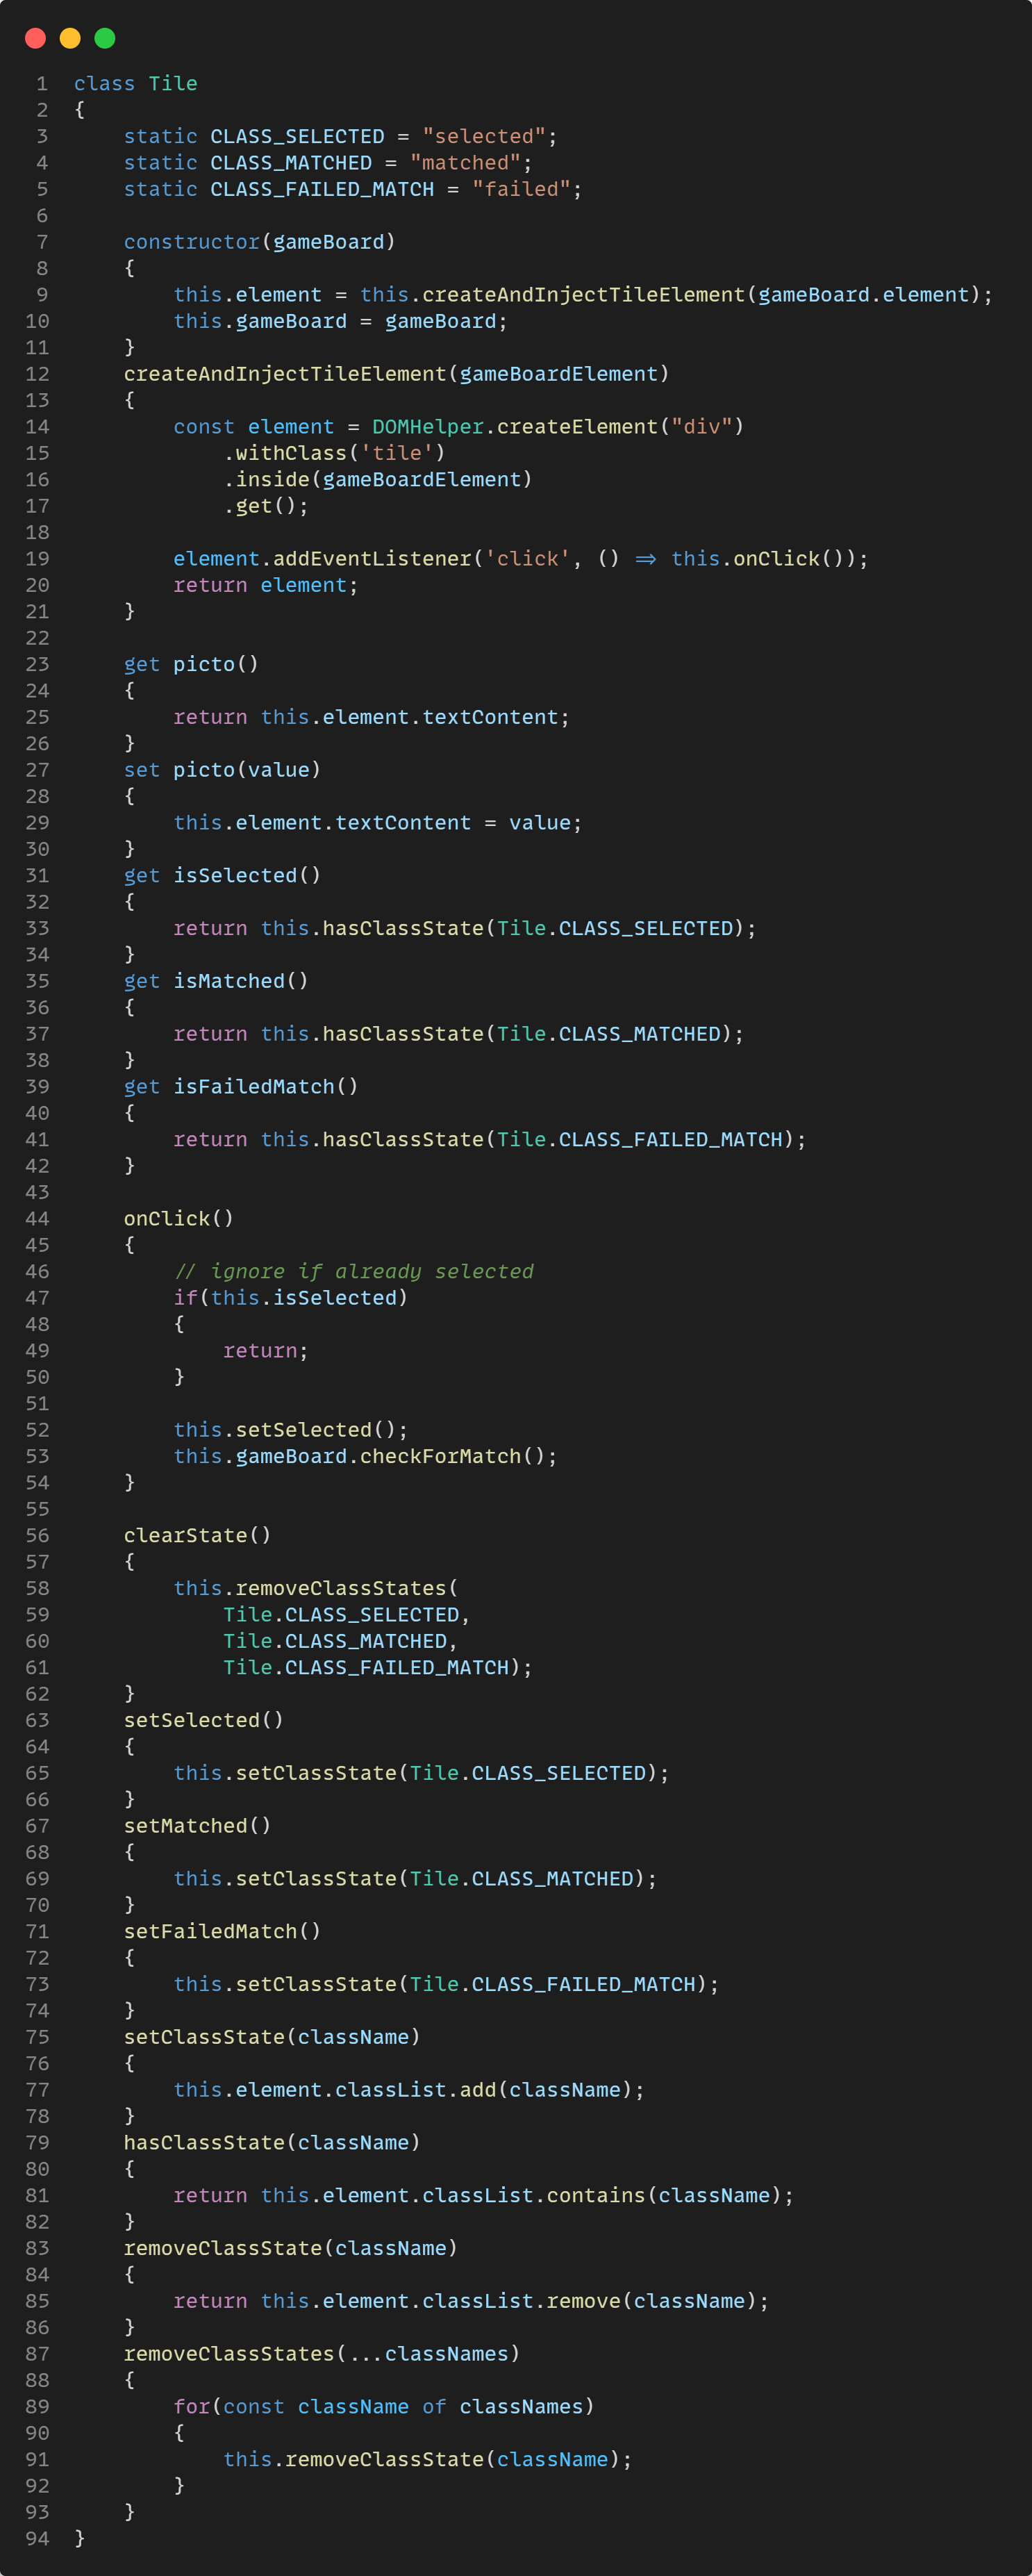 1 class Tile
2 {
3     static CLASS_SELECTED = "selected";
4     static CLASS_MATCHED = "matched";
5     static CLASS_FAILED_MATCH = "failed";
6
7     constructor(gameBoard)
8     {
9         this.element = this.createAndInjectTileElement(gameBoard.element);
10         this.gameBoard = gameBoard;
11     }
12     createAndInjectTileElement(gameBoardElement)
13     {
14         const element = DOMHelper.createElement("div")
15             .withClass('tile')
16             .inside(gameBoardElement)
17             .get();
18
19         element.addEventListener('click', () => this.onClick());
20         return element;
21     }
22
23     get picto()
24     {
25         return this.element.textContent;
26     }
27     set picto(value)
28     {
29         this.element.textContent = value;
30     }
31     get isSelected()
32     {
33         return this.hasClassState(Tile.CLASS_SELECTED);
34     }
35     get isMatched()
36     {
37         return this.hasClassState(Tile.CLASS_MATCHED);
38     }
39     get isFailedMatch()
40     {
41         return this.hasClassState(Tile.CLASS_FAILED_MATCH);
42     }
43
44     onClick()
45     {
46         // ignore if already selected
47         if(this.isSelected)
48         {
49             return;
50         }
51
52         this.setSelected();
53         this.gameBoard.checkForMatch();
54     }
55
56     clearState()
57     {
58         this.removeClassStates(
59             Tile.CLASS_SELECTED,
60             Tile.CLASS_MATCHED,
61             Tile.CLASS_FAILED_MATCH);
62     }
63     setSelected()
64     {
65         this.setClassState(Tile.CLASS_SELECTED);
66     }
67     setMatched()
68     {
69         this.setClassState(Tile.CLASS_MATCHED);
70     }
71     setFailedMatch()
72     {
73         this.setClassState(Tile.CLASS_FAILED_MATCH);
74     }
75     setClassState(className)
76     {
77         this.element.classList.add(className);
78     }
79     hasClassState(className)
80     {
81         return this.element.classList.contains(className);
82     }
83     removeClassState(className)
84     {
85         return this.element.classList.remove(className);
86     }
87     removeClassStates(...classNames)
88     {
89         for(const className of classNames)
90         {
91             this.removeClassState(className);
92         }
93     }
94 }